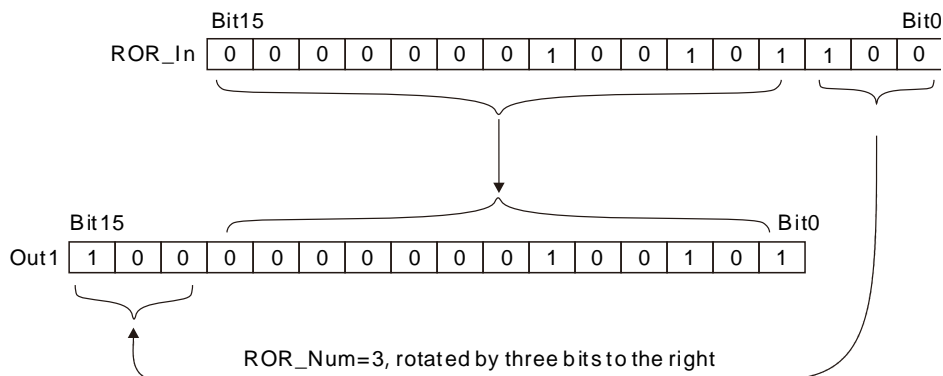 Bit15 Bit0
ROR_In 0 0 0 0 0 0 0 1 0 0 1 0 1 1 0 0
Bit15 Bit0
Out1 1 0 0 0 0 0 0 0 0 0 1 0 0 1 0 1
ROR_Num=3, rotated by three bits to the right